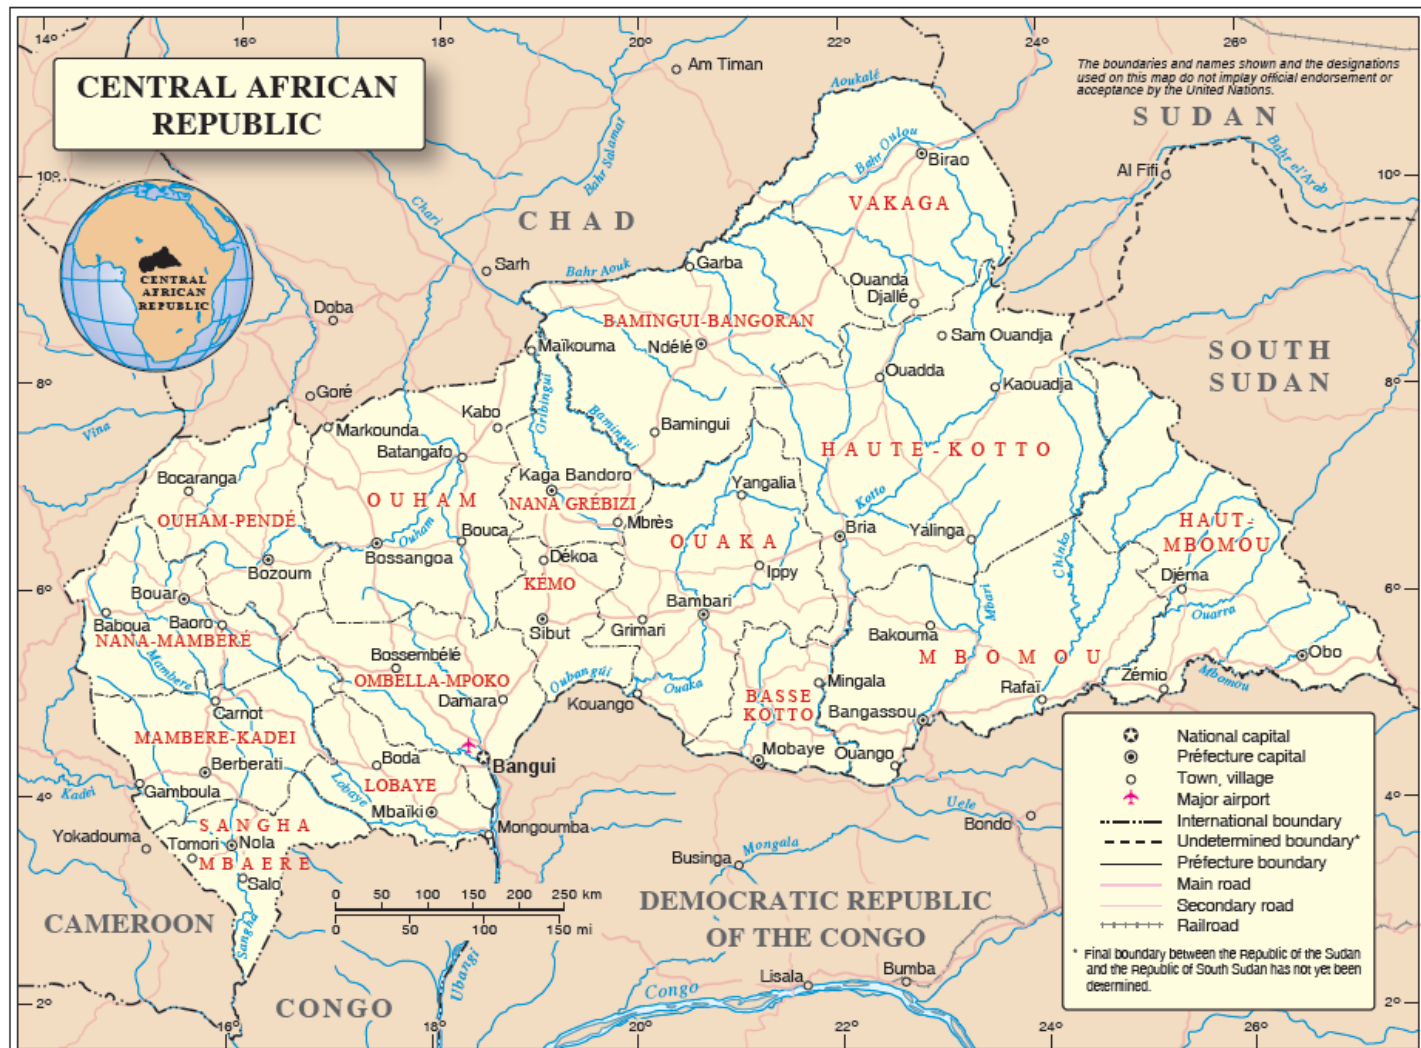 14°
16°
18°
20°
22°
24°
26°
CENTRAL AFRICAN
REPUBLIC
The boundaries and names shown and the designations
used on this map do not implay official endorsement or
acceptance by the United Nations.
SUDAN
Am Timan
Aoukalé
Bahr Salamat
Bahr Oulou
Birao
Al Fifi
Bahr el'Arab
10°
10°
VAKAGA
Chari
CHAD
Sarh
Bahr Aouk
Garba
Ouanda
Djallé
CENTRAL
AFRICAN
REPUBLIC
Doba
BAMINGUI-BANGORAN
Ndélé
Sam Ouandja
Maïkouma
SOUTH
SUDAN
8°
8°
Goré
Ouadda
Kaouadja
Vina
Markounda
Kabo
Gribingui
Bamingui
Bamingui
Batangafo
HAUTE-KOTTO
Bocaranga
Kaga Bandoro
Yangalia
OUHAM
NANA GRÉBIZI
Kotto
OUHAM-PENDÉ
Ouham
Bouca
Mbrès
Bria
Yalinga
HAUT-
MBOMOU
OUAKA
Chinko
Bossangoa
Dékoa
Bozoum
Ippy
Djéma
KÉMO
6°
6°
Bouar
Bambari
Mbari
Ouarra
Baboua
Baoro
Sibut
Grimari
Bakouma
NANA-MAMBERÉ
Mambere
Bossembélé
MBOMOU
Obo
OMBELLA-MPOKO
Oubangui
Ouaka
Mingala
Zémio
Mbomou
Damara
Kouango
BASSE
KOTTO
Rafaï
Carnot
Bangassou
MAMBERE-KADEI
Boda
Bangui
Mobaye
Ouango
Berberati
Kadei
Gamboula
Lobaye
LOBAYE
Mbaïki
4°
4°
Uele
Bondo
SANGHA
MBAERE
Yokadouma
Tomori
Nola
Mongoumba
Mongala
Businga
Salo
Sangha
0 50 100 150 200 250 km
0 50 100 150 mi
CAMEROON
DEMOCRATIC REPUBLIC
OF THE CONGO
Ubangi
Lisala
Bumba
Congo
CONGO
2°
2°
16°
18°
20°
22°
24°
26°
National capital
Préfecture capital
Town, village
Major airport
International boundary
Undetermined boundary*
Préfecture boundary
Main road
Secondary road
Railroad
* Final boundary between the Republic of the Sudan
and the Republic of South Sudan has not yet been
determined.